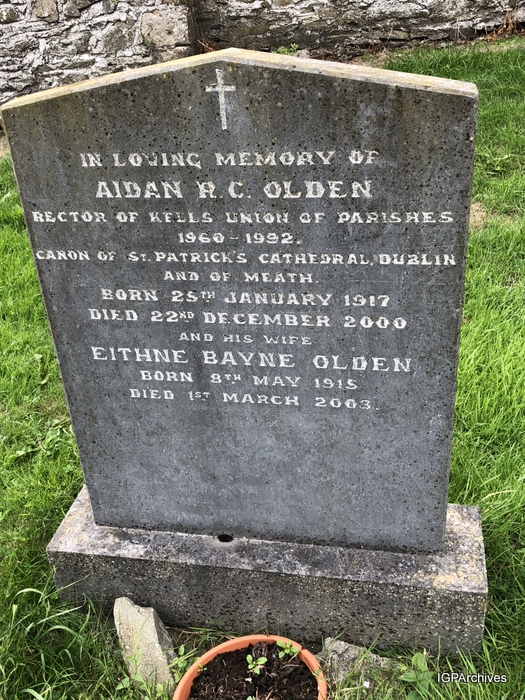 IN LOVING MEMORY OF
AIDAN R.C. OLDEN
RECTOR OF KELLS UNION OF PARISHES
1960 - 1992.
CANON OF ST. PATRICK'S CATHEDRAL, DUBLIN
AND OF MEATH.
BORN 25TH JANUARY 1917
DIED 22ND DECEMBER 2000
AND HIS WIFE
EITHNE BAYNE OLDEN
BORN 8TH MAY 1915
DIED 1ST MARCH 2003.
IGPArchives